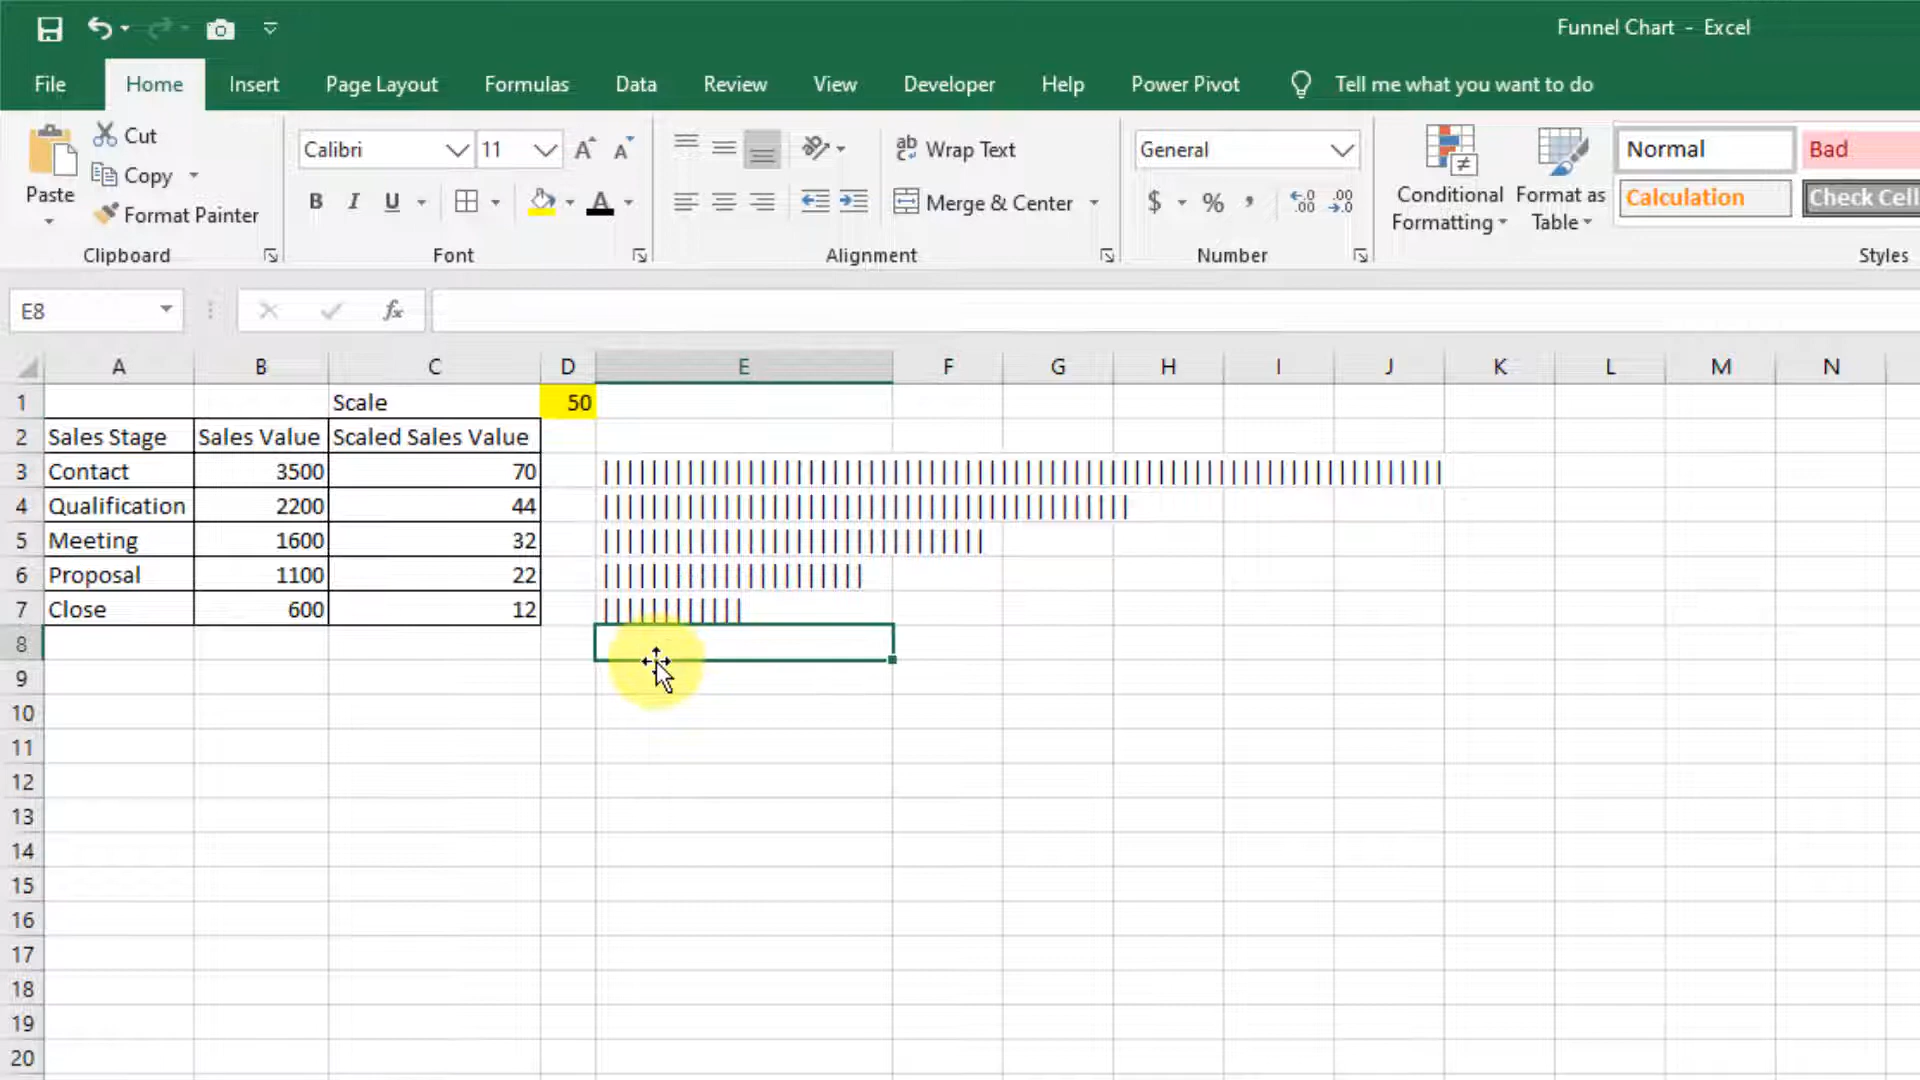 Funnel Chart - Excel
File Home Insert Page Layout Formulas Data Review View Developer Help Power Pivot Tell me what you want to do
Paste
Cut
Copy
Format Painter
Clipboard
Calibri 11 A A
B I U A
Font
ab Wrap Text
Merge & Center
Alignment
General
$ % , .00 .00
Number
Conditional Formatting
Format as Table
Normal Bad
Calculation Check Cell
Styles
E8 fx
A B C D E F G H I J K L M N
1 Scale 50
2 Sales Stage Sales Value Scaled Sales Value
3 Contact 3500 70 ||||||||||||||||||||||||||||||||||||||||||||||||||||||||||||||||||||||
4 Qualification 2200 44 ||||||||||||||||||||||||||||||||||||||||||||
5 Meeting 1600 32 ||||||||||||||||||||||||||||||||
6 Proposal 1100 22 ||||||||||||||||||||||
7 Close 600 12 ||||||||||||
8
9
10
11
12
13
14
15
16
17
18
19
20